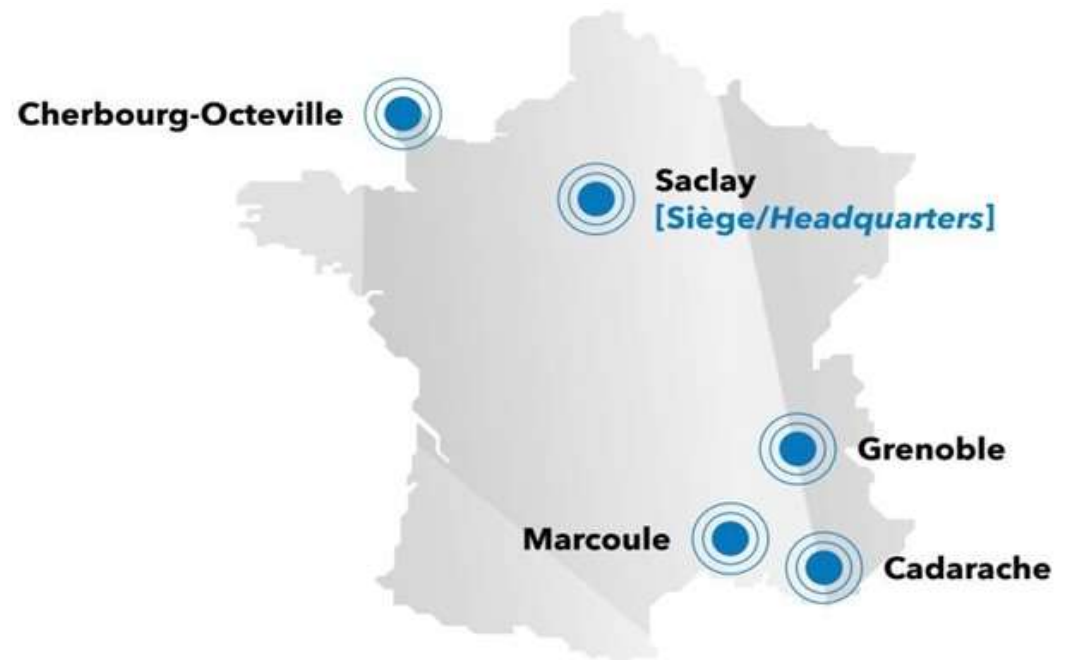 Cherbourg-Octeville
Saclay
[Siège/Headquarters]
Grenoble
Marcoule
Cadarache